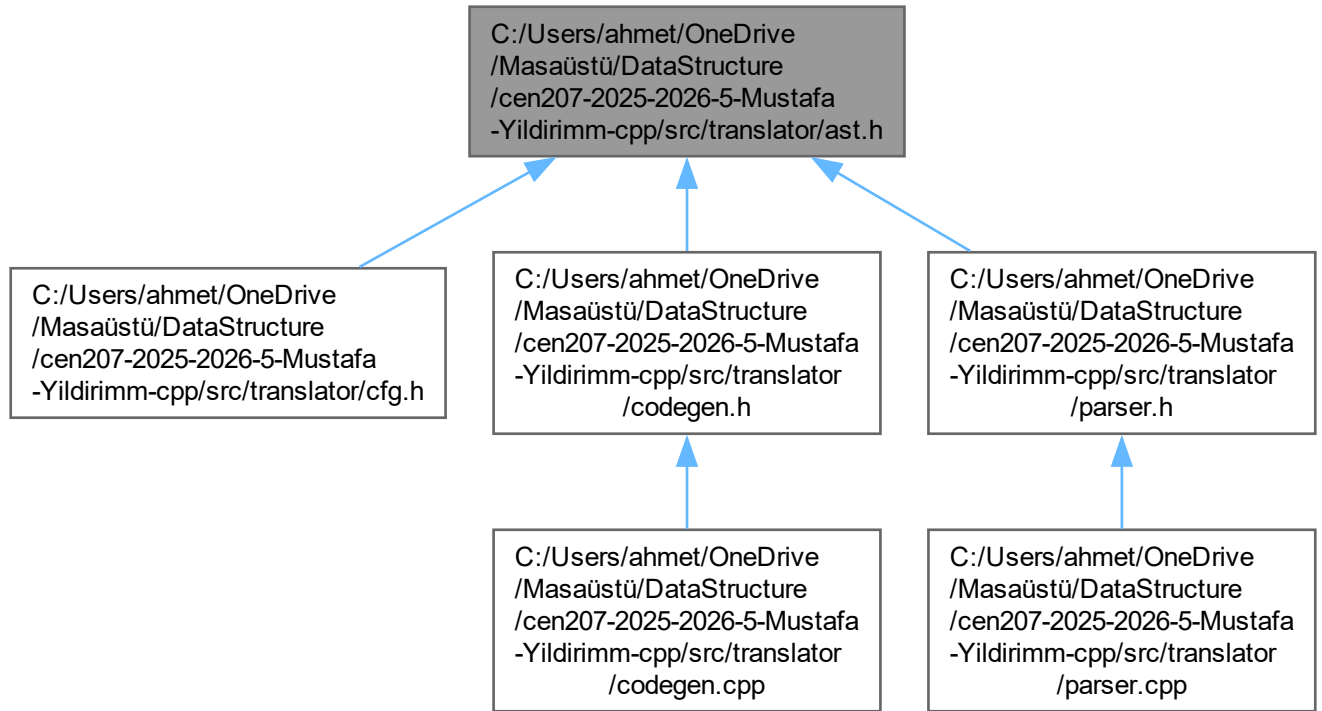 C:/Users/ahmet/OneDrive
/Masaüstü/DataStructure
/cen207-2025-2026-5-Mustafa
-Yildirimm-cpp/src/translator/ast.h
C:/Users/ahmet/OneDrive
/Masaüstü/DataStructure
/cen207-2025-2026-5-Mustafa
-Yildirimm-cpp/src/translator/cfg.h
C:/Users/ahmet/OneDrive
/Masaüstü/DataStructure
/cen207-2025-2026-5-Mustafa
-Yildirimm-cpp/src/translator
/codegen.h
C:/Users/ahmet/OneDrive
/Masaüstü/DataStructure
/cen207-2025-2026-5-Mustafa
-Yildirimm-cpp/src/translator
/parser.h
C:/Users/ahmet/OneDrive
/Masaüstü/DataStructure
/cen207-2025-2026-5-Mustafa
-Yildirimm-cpp/src/translator
/codegen.cpp
C:/Users/ahmet/OneDrive
/Masaüstü/DataStructure
/cen207-2025-2026-5-Mustafa
-Yildirimm-cpp/src/translator
/parser.cpp